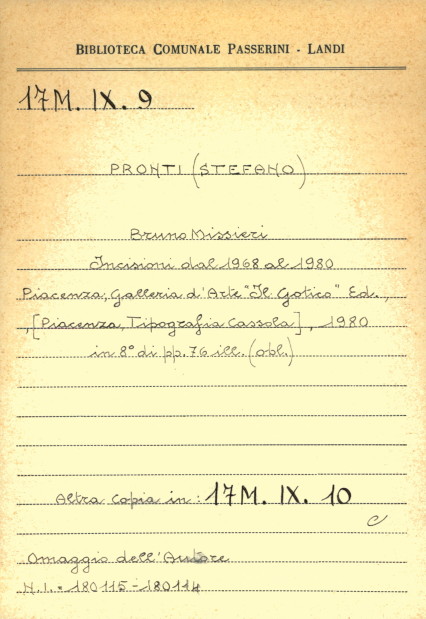 BIBLIOTECA COMUNALE PASSERINI - LANDI
17M. IX. 9
PRONTI (STEFANO)
Bruno Missieri
Incisioni dal 1968 al 1980
Piacenza, Galleria d'Arte "Il Gotico" Ed.,
[Piacenza, Tipografia Cassola], 1980
in 8° di pp. 76 ill. (obl.)
Altra copia in: 17M. IX. 10
C
Omaggio dell'Autore
N.I. = 180115-180114